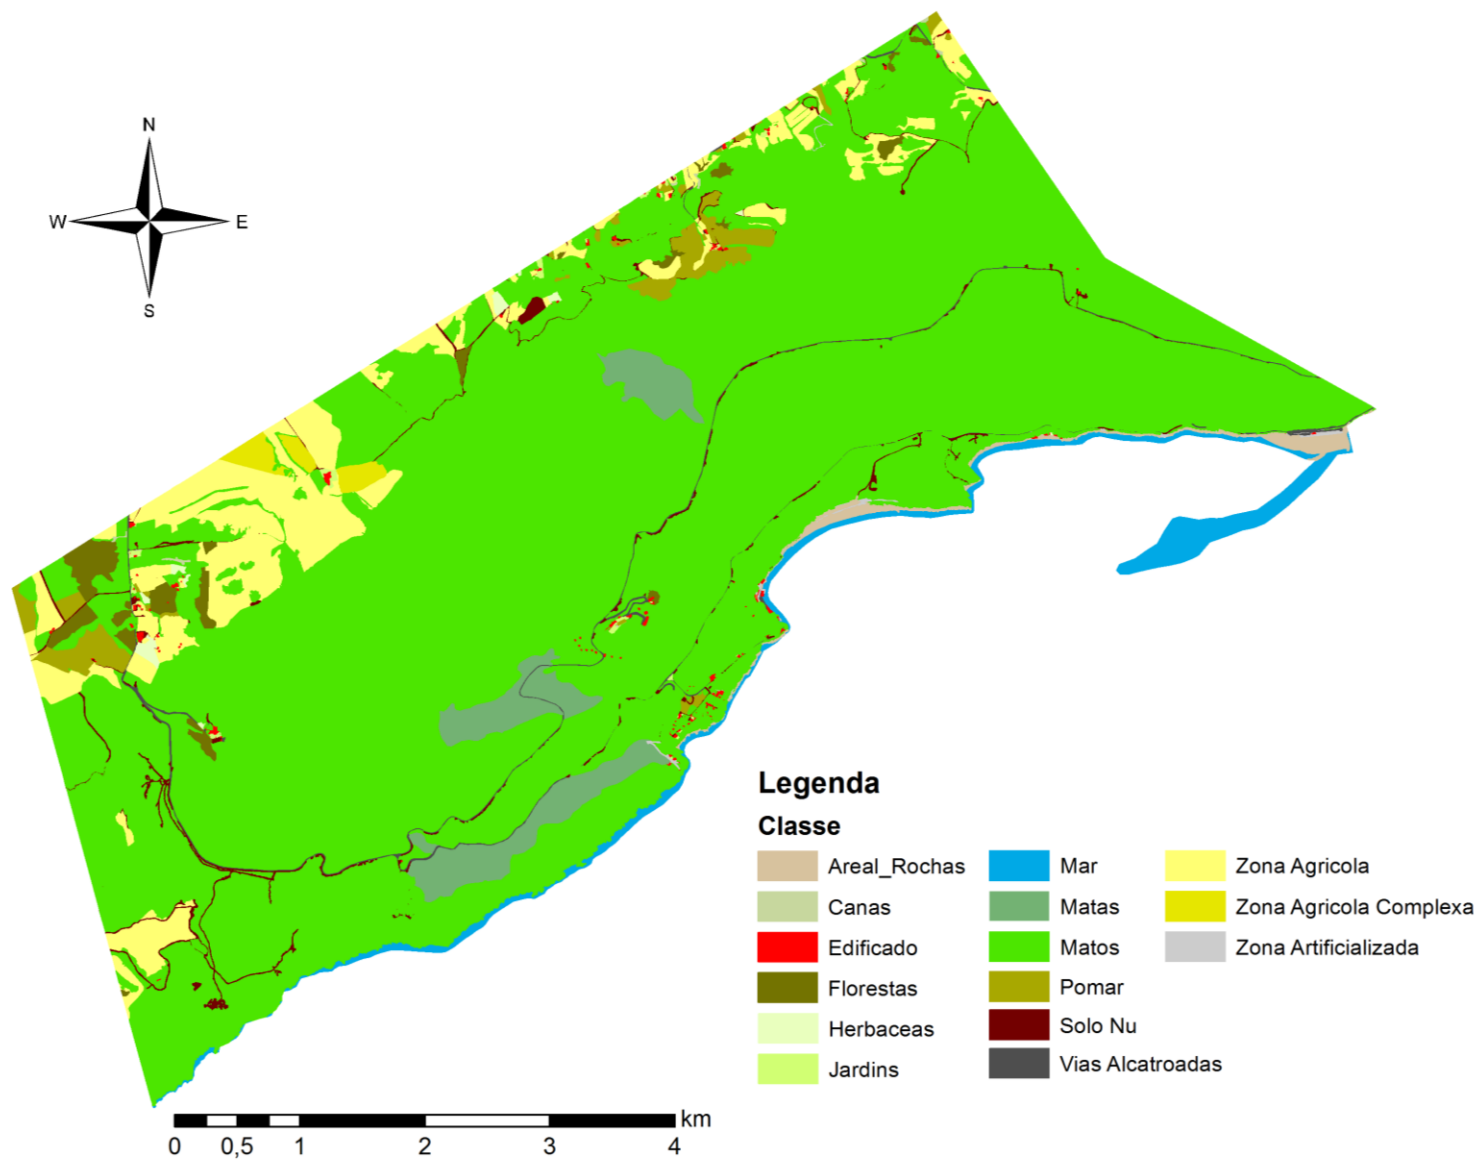 N
W
E
S
Legenda
Classe
Areal_Rochas
Canas
Edificado
Florestas
Herbaceas
Jardins
Mar
Matas
Matos
Pomar
Solo Nu
Vias Alcatroadas
Zona Agricola
Zona Agricola Complexa
Zona Artificializada
km
0 0,5 1 2 3 4